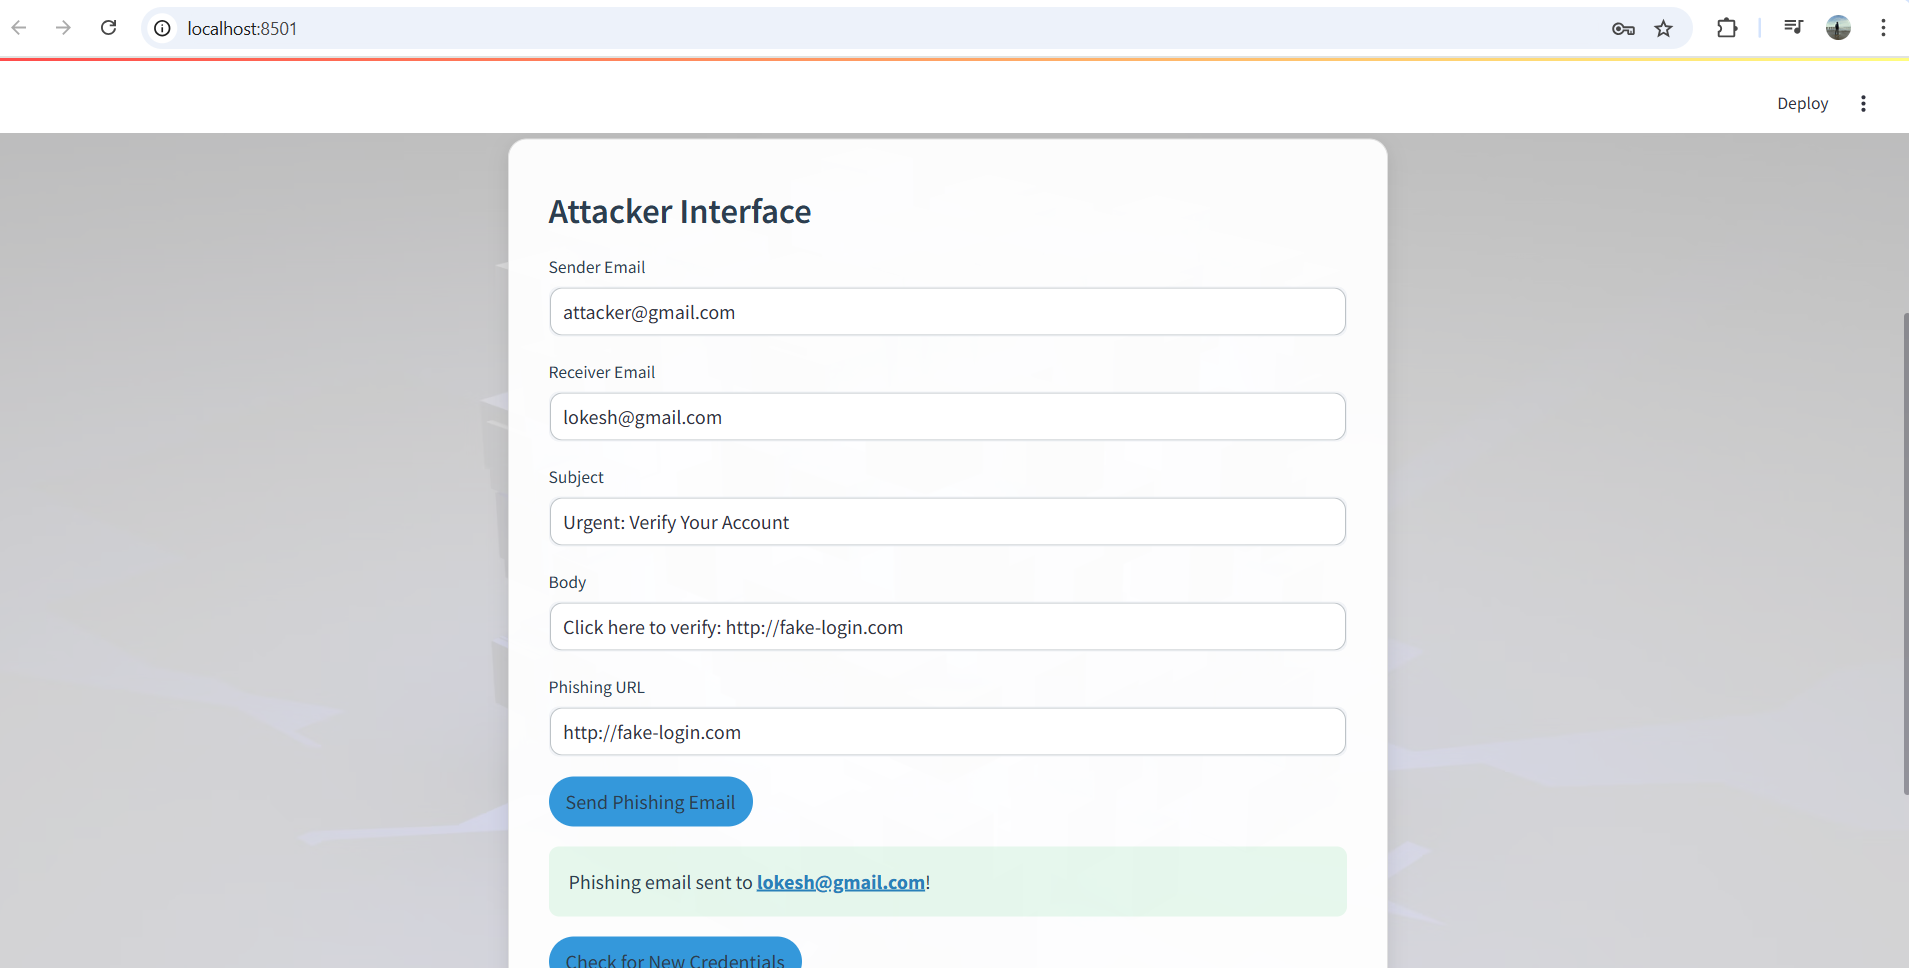 localhost:8501
Deploy
Attacker Interface
Sender Email
attacker@gmail.com
Receiver Email
lokesh@gmail.com
Subject
Urgent: Verify Your Account
Body
Click here to verify: http://fake-login.com
Phishing URL
http://fake-login.com
Send Phishing Email
Phishing email sent to lokesh@gmail.com!
Check for New Credentials